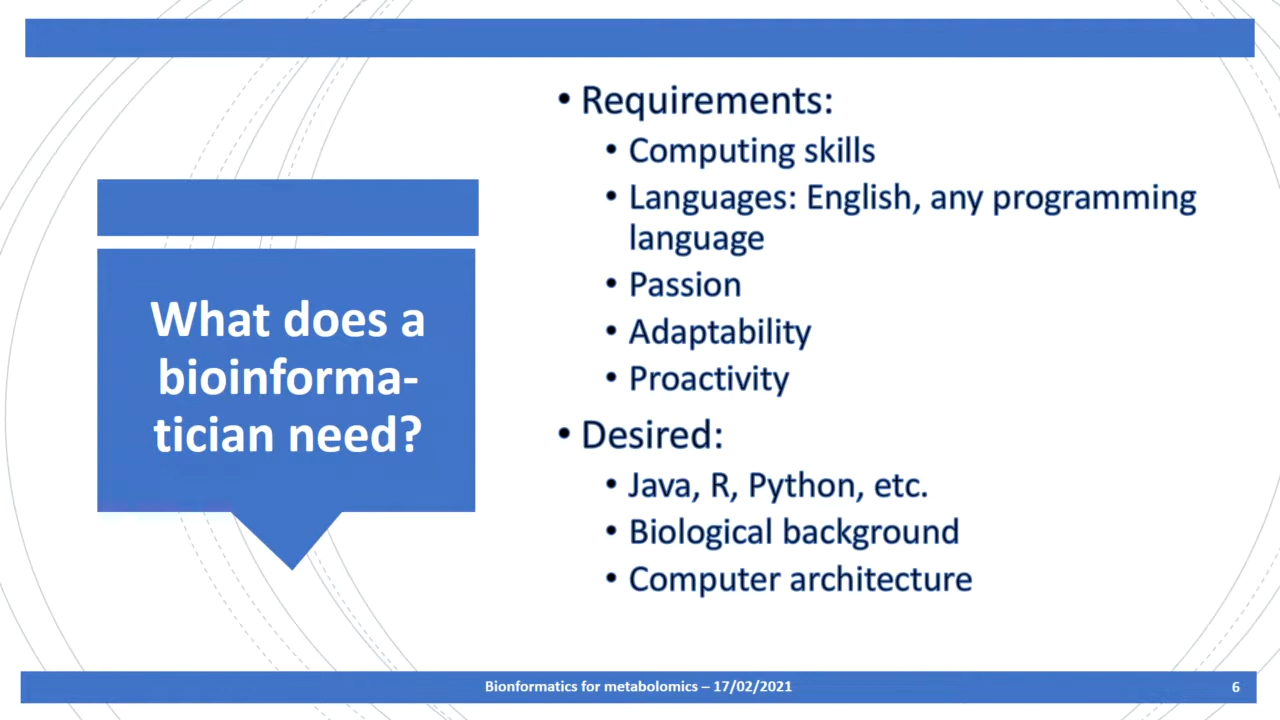 What does a
bioinforma-
tician need?
• Requirements:
• Computing skills
• Languages: English, any programming
language
• Passion
• Adaptability
• Proactivity
• Desired:
• Java, R, Python, etc.
• Biological background
• Computer architecture
Bionformatics for metabolomics – 17/02/2021
6